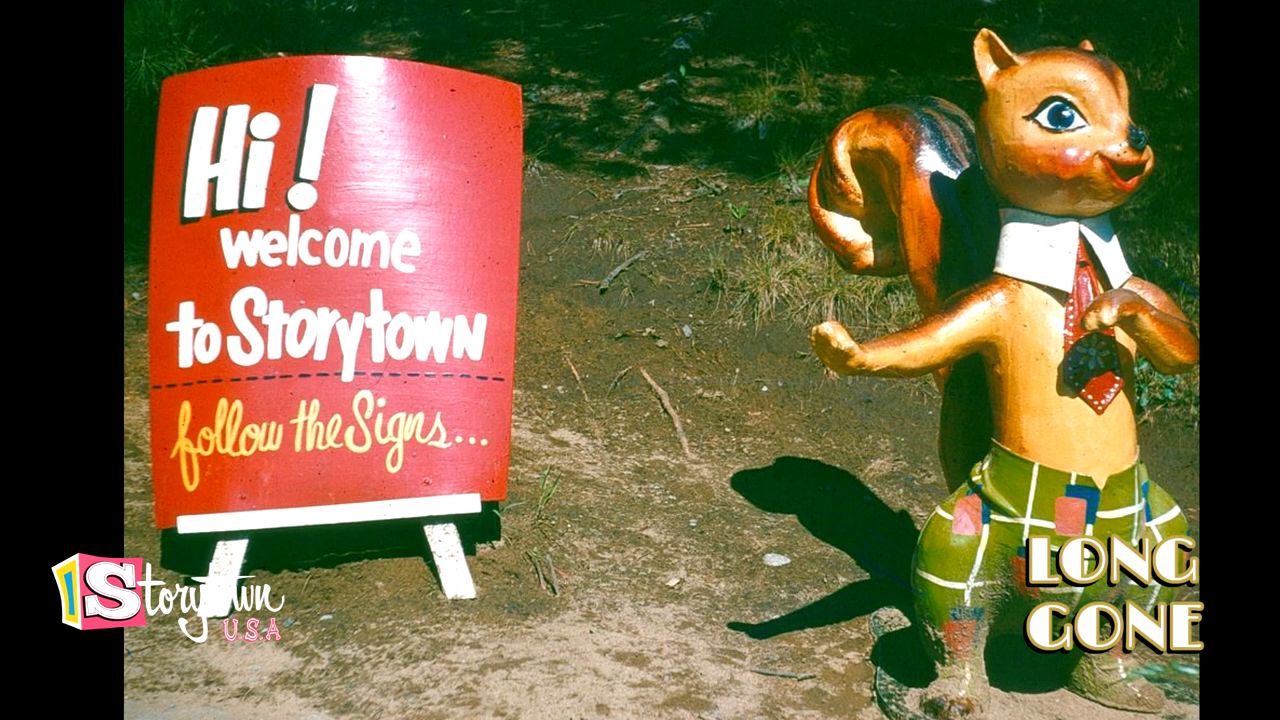 Hi!
welcome
to Storytown
follow the Signs...
Storytown
U.S.A
LONG
GONE